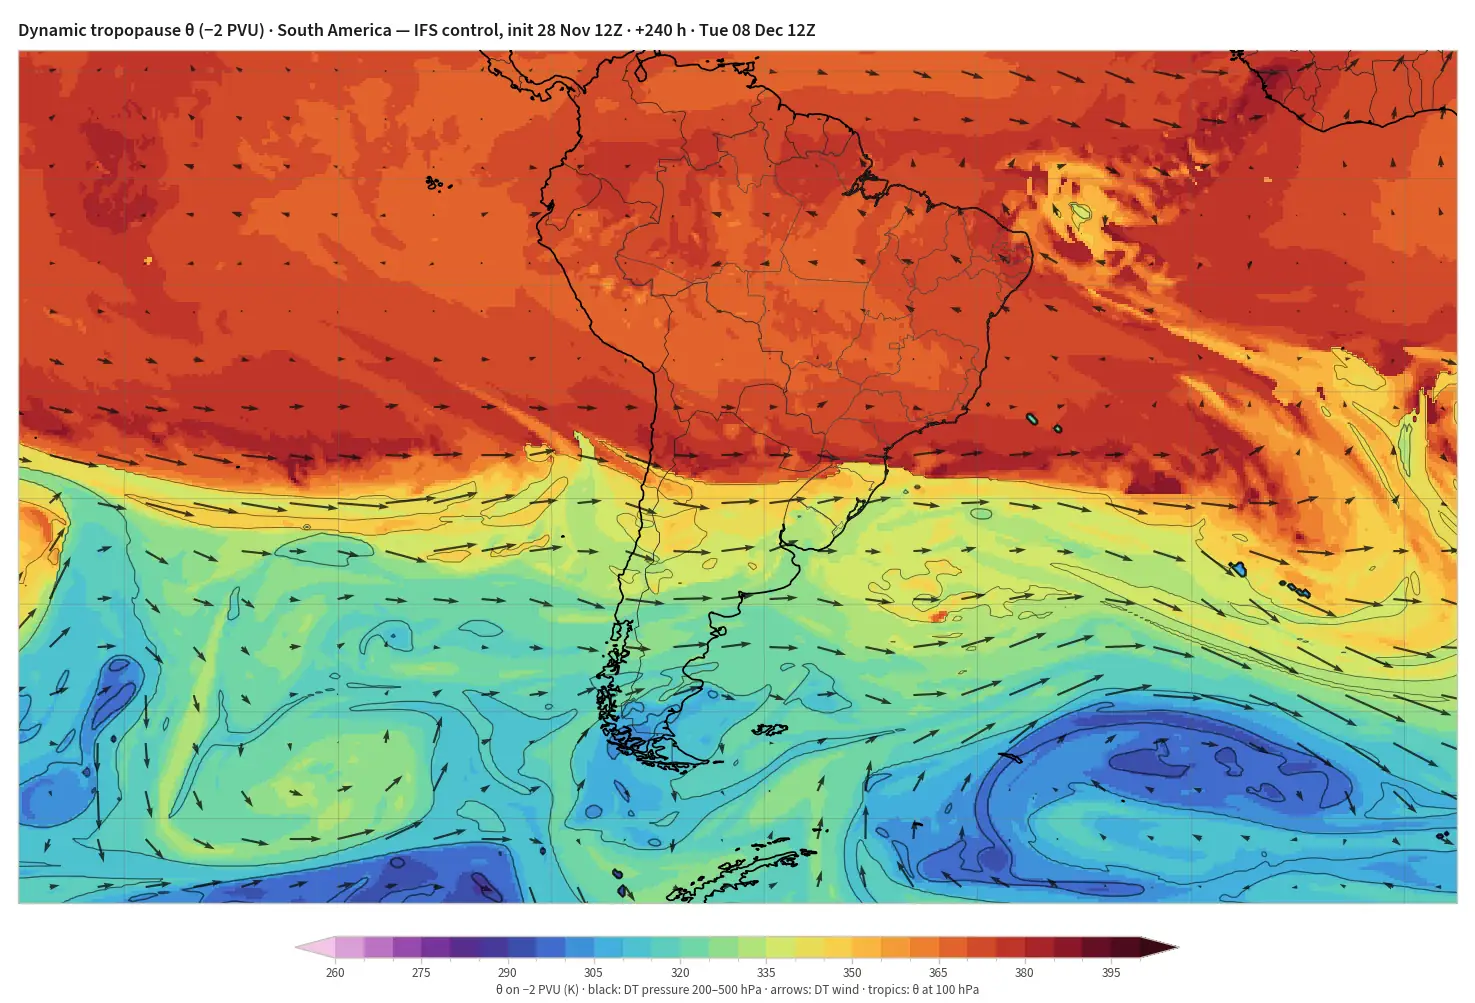 Dynamic tropopause θ (−2 PVU) · South America — IFS control, init 28 Nov 12Z · +240 h · Tue 08 Dec 12Z
260 275 290 305 320 335 350 365 380 395
θ on −2 PVU (K) · black: DT pressure 200–500 hPa · arrows: DT wind · tropics: θ at 100 hPa